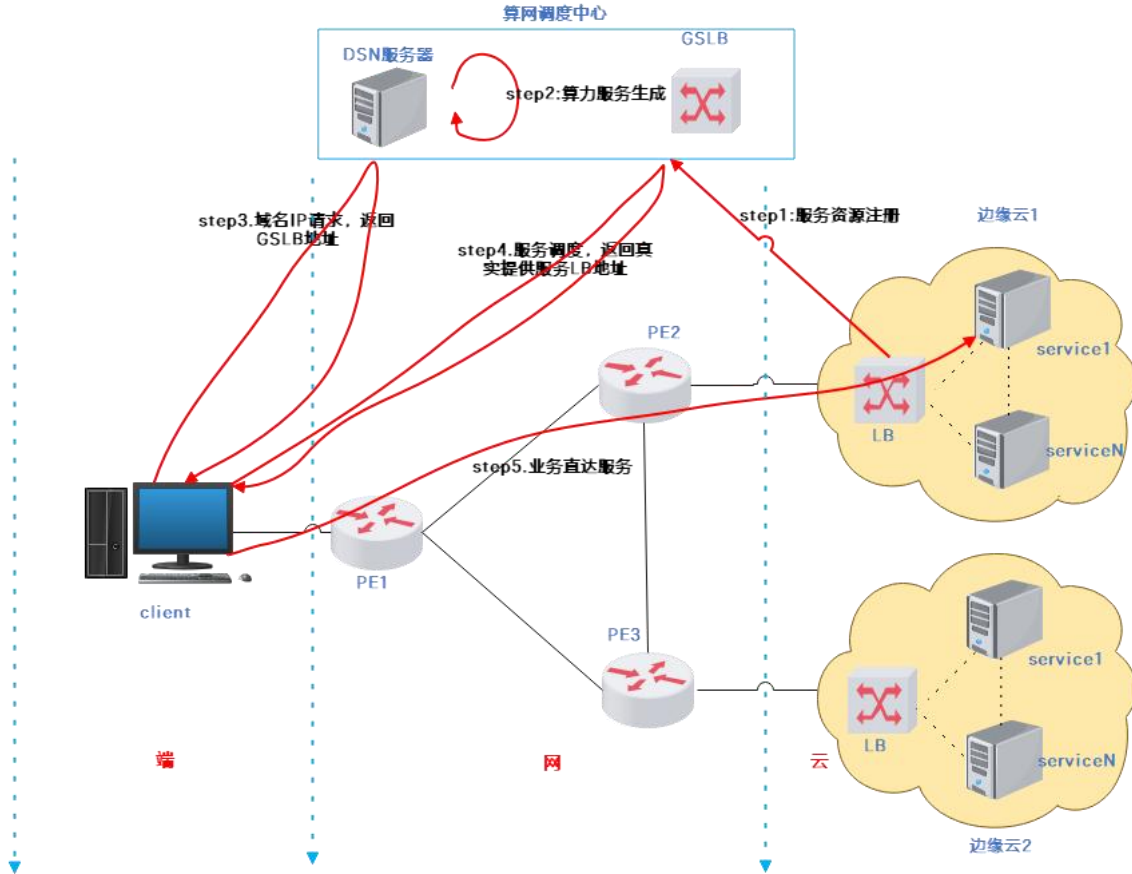 算网调度中心
DSN服务器
GSLB
step2:算力服务生成
step3.域名IP请求，返回
GSLB地址
step4.服务调度，返回真
实提供服务LB地址
step1:服务资源注册
边缘云1
service1
LB
serviceN
PE2
step5.业务直达服务
PE1
client
PE3
service1
LB
serviceN
端
网
云
边缘云2